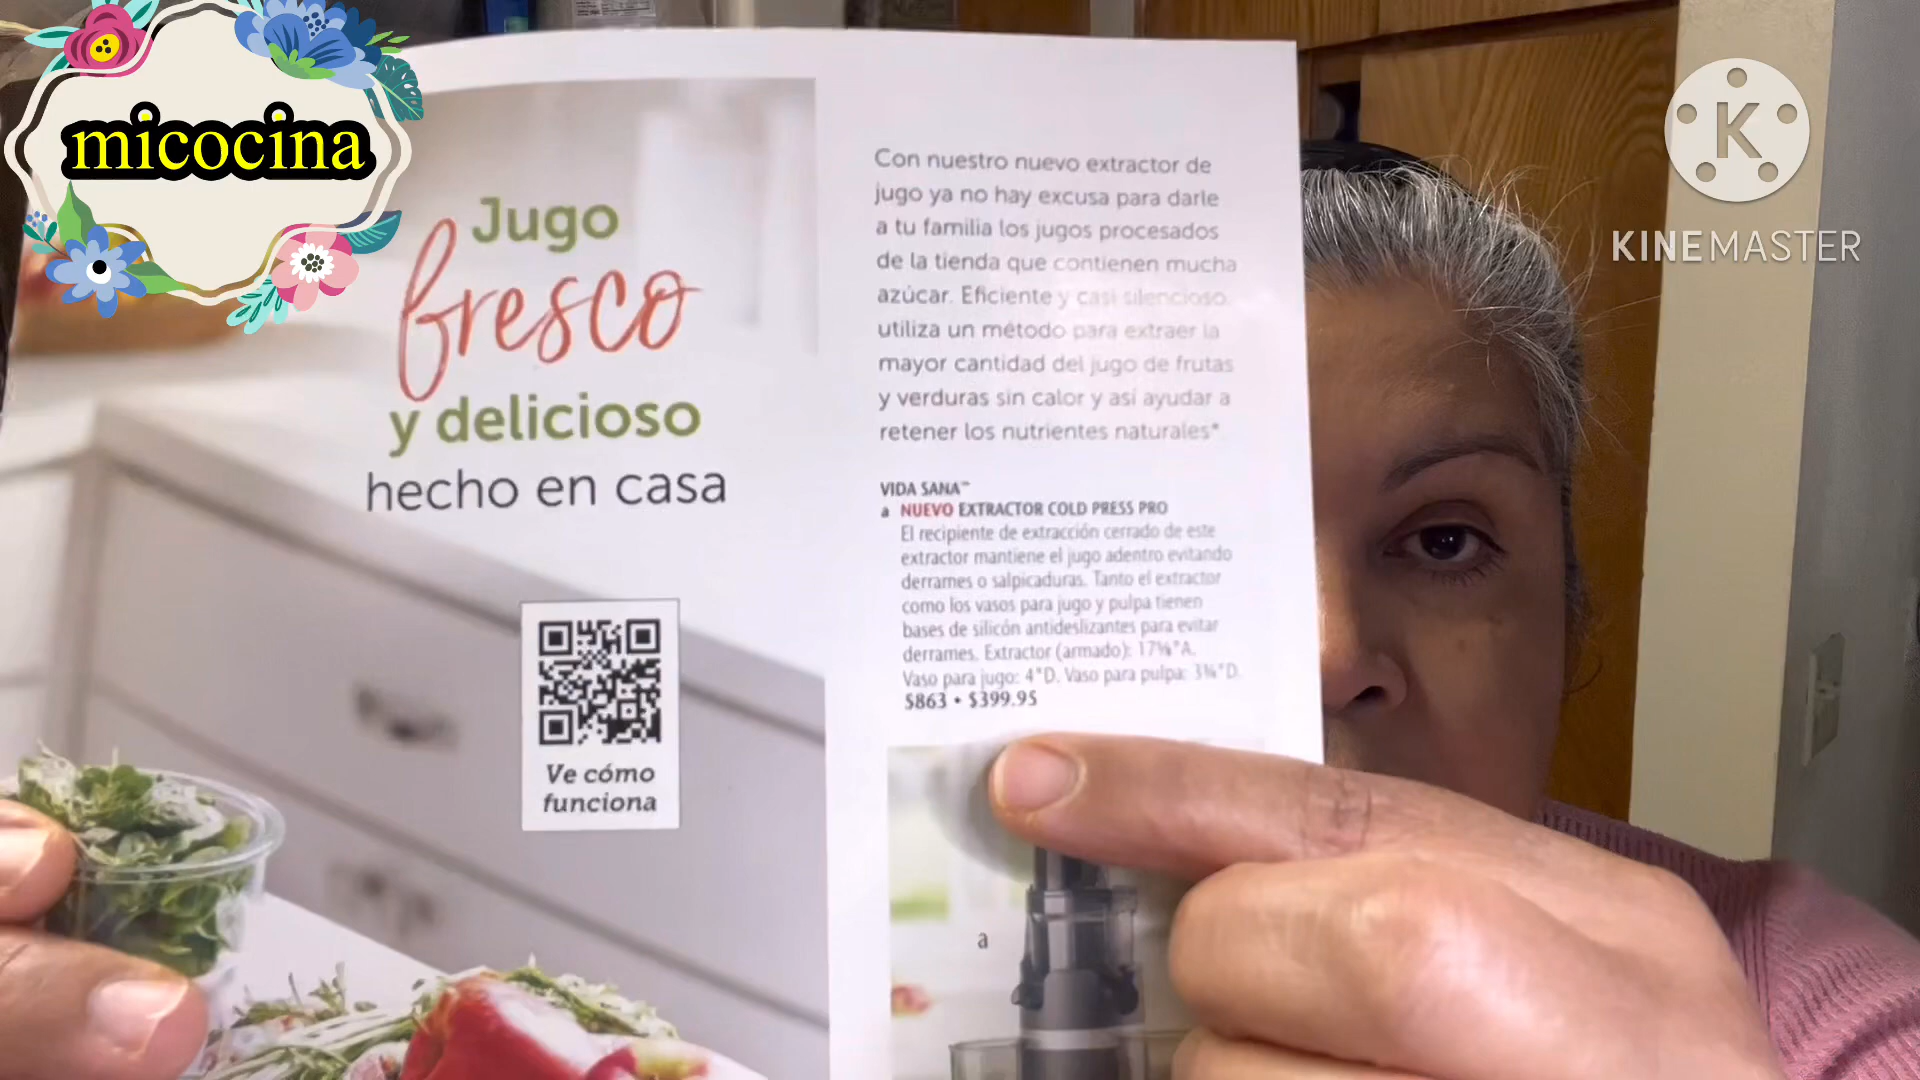 micocina
K
KINEMASTER
Jugo
fresco
y delicioso
hecho en casa
Ve cómo
funciona
Con nuestro nuevo extractor de
jugo ya no hay excusa para darle
a tu familia los jugos procesados
de la tienda que contienen mucha
azúcar. Eficiente y casi silencioso,
utiliza un método para extraer la
mayor cantidad del jugo de frutas
y verduras sin calor y así ayudar a
retener los nutrientes naturales*
VIDA SANA™
a NUEVO EXTRACTOR COLD PRESS PRO
El recipiente de extracción cerrado de este
extractor mantiene el jugo adentro evitando
derrames o salpicaduras. Tanto el extractor
como los vasos para jugo y pulpa tienen
bases de silicón antideslizantes para evitar
derrames. Extractor (armado): A.
Vaso para jugo: 4"D. Vaso para pulpa:
5863 • $399.95
a